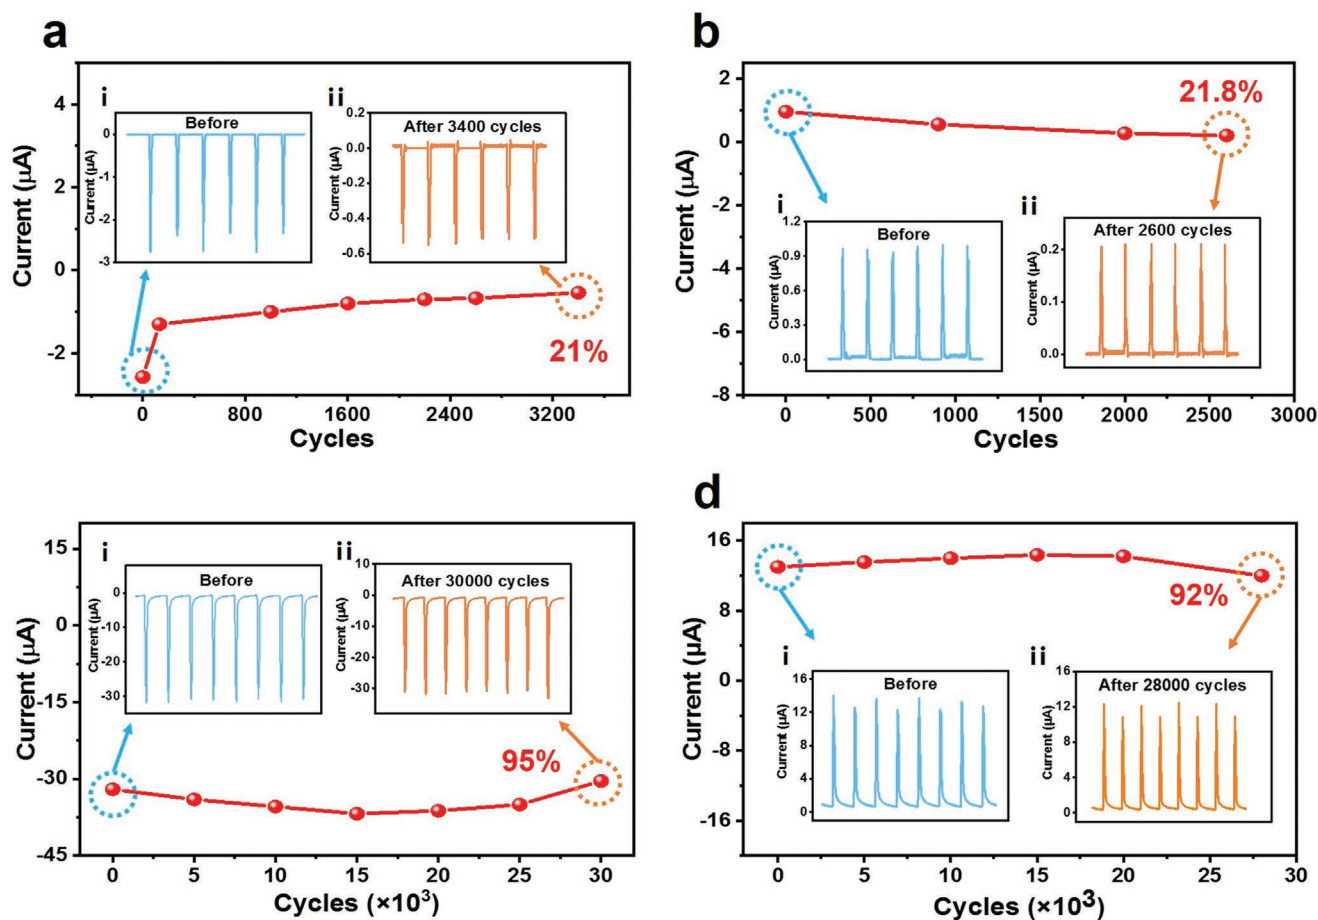 a
Current (μA)
4
2
0
-2
i
Before
Current (μA)
0
-1
-2
-3
ii
After 3400 cycles
Current (μA)
0.2
0.0
-0.2
-0.4
-0.6
21%
0
800
1600
2400
3200
Cycles
b
Current (μA)
2
0
-2
-4
-6
-8
21.8%
i
Before
Current (μA)
1.2
0.9
0.6
0.3
0.0
ii
After 2600 cycles
Current (μA)
0.2
0.1
0.0
0
500
1000
1500
2000
2500
3000
Cycles
Current (μA)
15
0
-15
-30
-45
i
Before
Current (μA)
0
-10
-20
-30
ii
After 30000 cycles
Current (μA)
10
0
-10
-20
-30
95%
0
5
10
15
20
25
30
Cycles (×10³)
d
Current (μA)
16
8
0
-8
-16
92%
i
Before
Current (μA)
16
12
8
4
0
ii
After 28000 cycles
Current (μA)
16
12
8
4
0
0
5
10
15
20
25
30
Cycles (×10³)